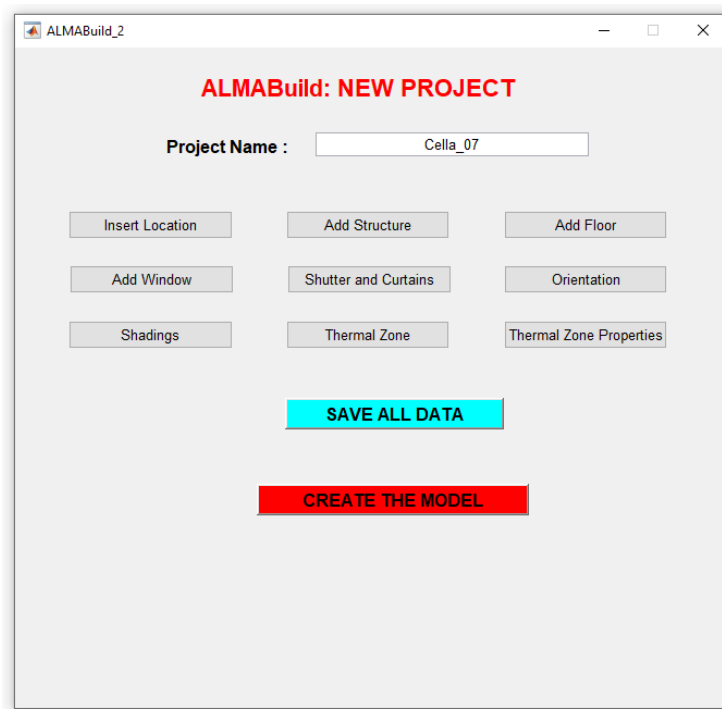 ALMABuild_2
ALMABuild: NEW PROJECT
Project Name : Cella_07
Insert Location Add Structure Add Floor
Add Window Shutter and Curtains Orientation
Shadings Thermal Zone Thermal Zone Properties
SAVE ALL DATA
CREATE THE MODEL